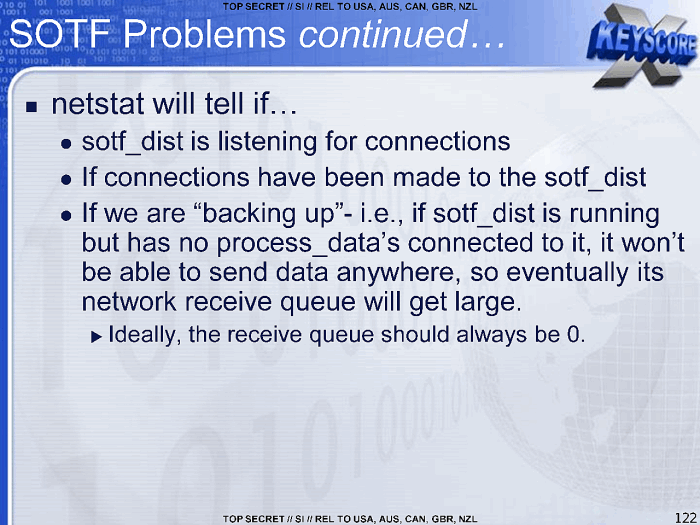 TOP SECRET // SI // REL TO USA, AUS, CAN, GBR, NZL
SOTF Problems continued…
XKEYSCORE
netstat will tell if…
sotf_dist is listening for connections
If connections have been made to the sotf_dist
If we are “backing up”- i.e., if sotf_dist is running
but has no process_data’s connected to it, it won’t
be able to send data anywhere, so eventually its
network receive queue will get large.
Ideally, the receive queue should always be 0.
TOP SECRET // SI // REL TO USA, AUS, CAN, GBR, NZL
122